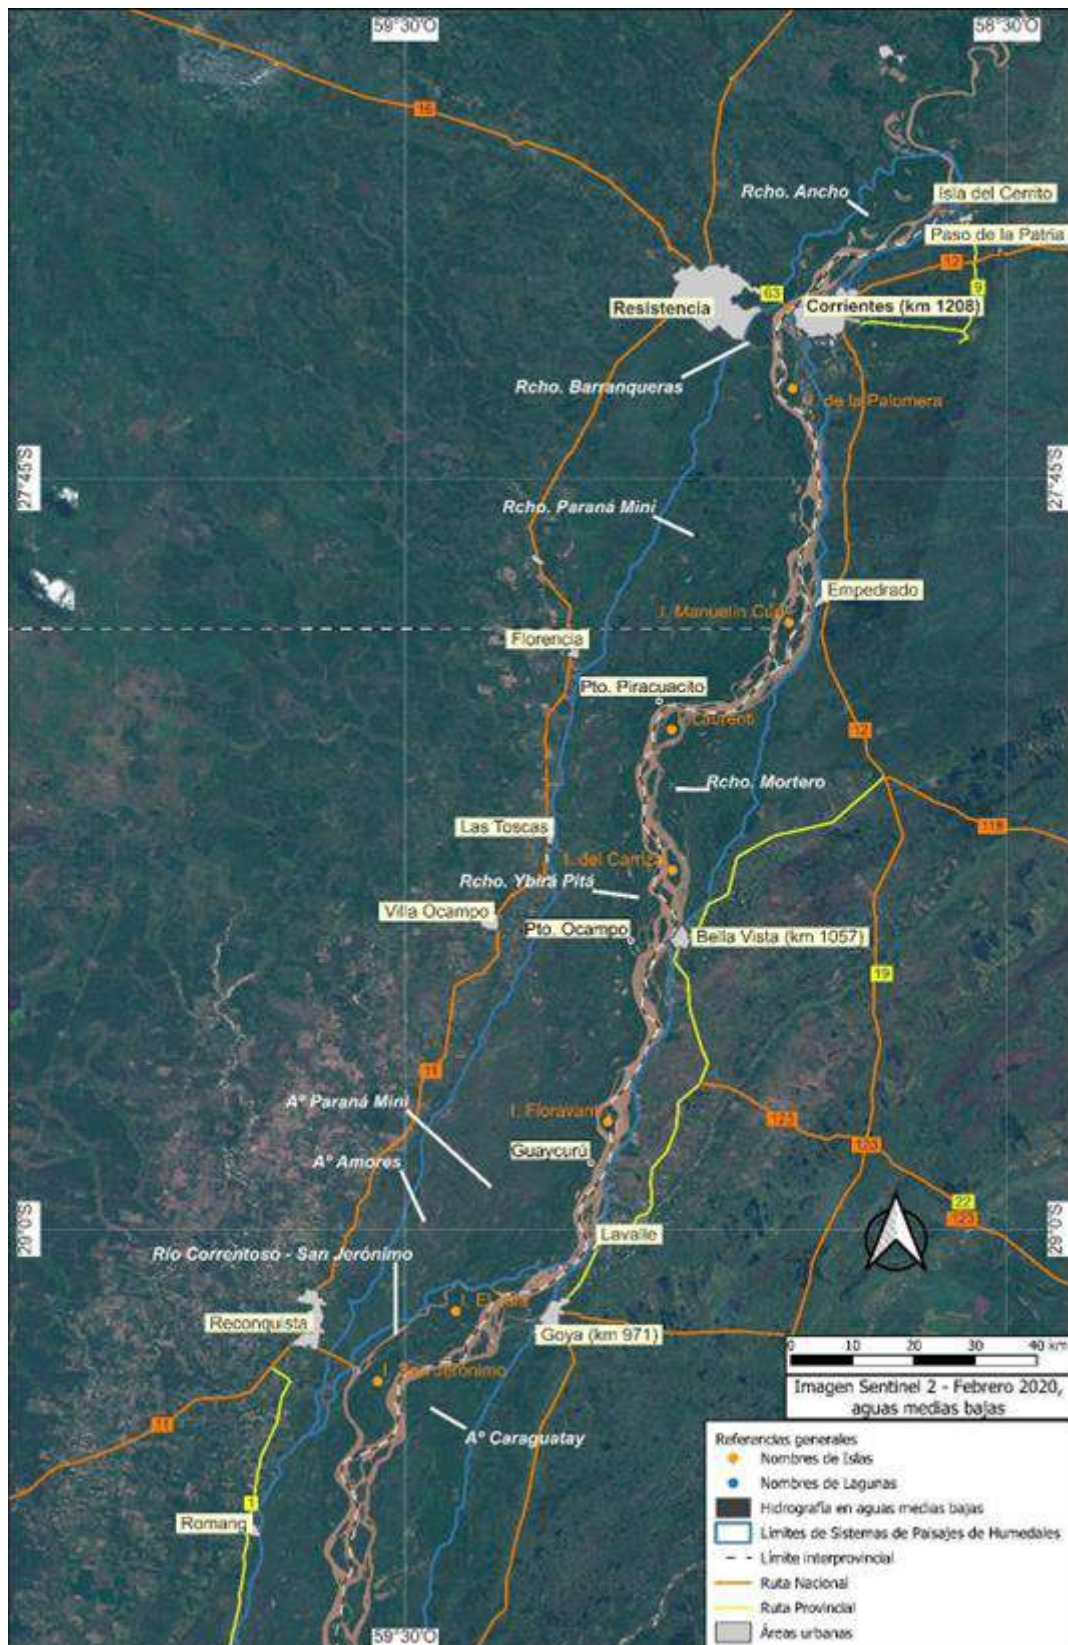 59°30'O
58°30'O
16
Rcho. Ancho
Isla del Cerrito
Paso de la Patria
12
9
63
Resistencia
Corrientes (km 1208)
Rcho. Barranqueras
I. de la Palomera
27°45'S
27°45'S
Rcho. Paraná Miní
Empedrado
I. Manuelín Cué
Florencia
Pto. Piracuacito
I. Laurenti
12
Rcho. Mortero
Las Toscas
118
I. del Carrizal
Rcho. Ybirá Pitá
Villa Ocampo
Pto. Ocampo
Bella Vista (km 1057)
19
11
Aº Paraná Miní
I. Fioravanti
123
Guaycurú
123
Aº Amores
22
123
29°0'S
29°0'S
Lavalle
Río Correntoso - San Jerónimo
Reconquista
Goya (km 971)
I. San Jerónimo
0 10 20 30 40 km
Imagen Sentinel 2 - Febrero 2020,
aguas medias bajas
11
Aº Caraguatay
1
Romang
Referencias generales
Nombres de Islas
Nombres de Lagunas
Hidrografía en aguas medias bajas
Límites de Sistemas de Paisajes de Humedales
Límite interprovincial
Ruta Nacional
Ruta Provincial
Áreas urbanas
59°30'O